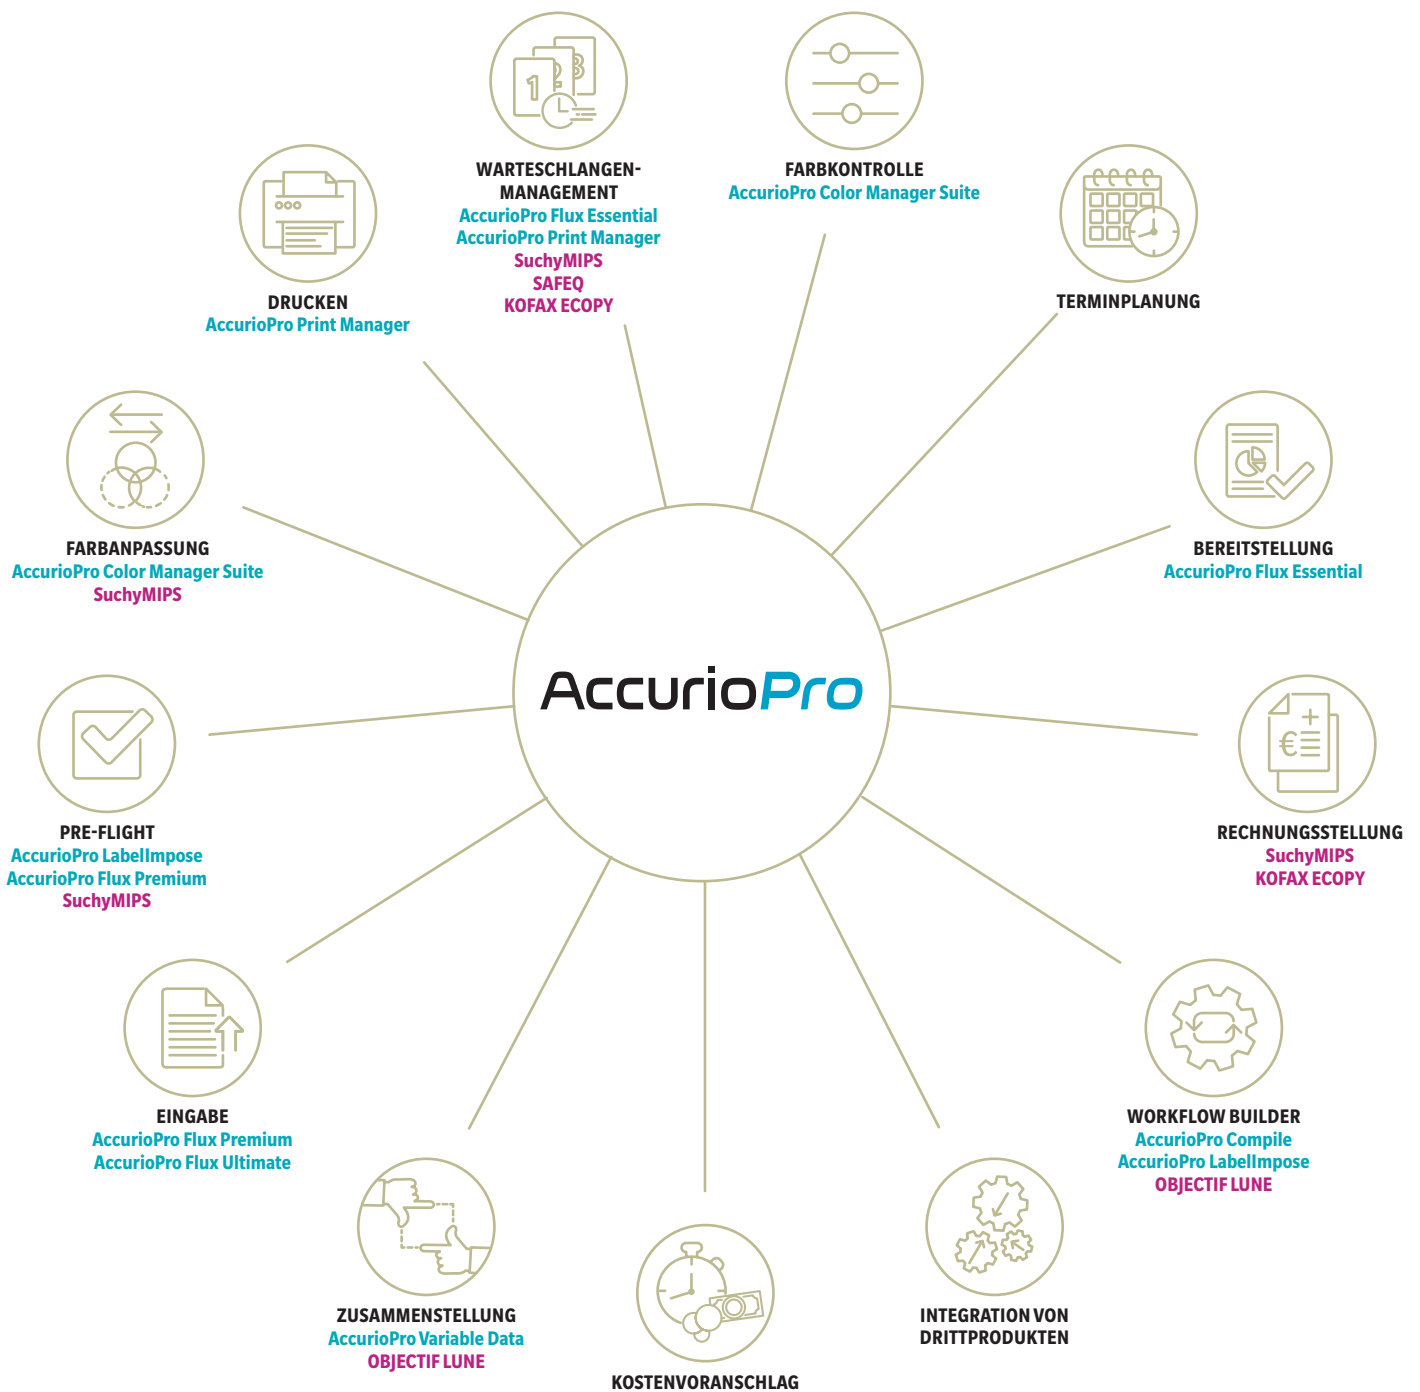 WARTESCHLANGEN-
MANAGEMENT
AccurioPro Flux Essential
AccurioPro Print Manager
SuchyMIPS
SAFEQ
KOFAX ECOPY
FARBKONTROLLE
AccurioPro Color Manager Suite
DRUCKEN
AccurioPro Print Manager
TERMINPLANUNG
FARBANPASSUNG
AccurioPro Color Manager Suite
SuchyMIPS
BEREITSTELLUNG
AccurioPro Flux Essential
AccurioPro
PRE-FLIGHT
AccurioPro LabelImpose
AccurioPro Flux Premium
SuchyMIPS
RECHNUNGSSTELLUNG
SuchyMIPS
KOFAX ECOPY
EINGABE
AccurioPro Flux Premium
AccurioPro Flux Ultimate
WORKFLOW BUILDER
AccurioPro Compile
AccurioPro LabelImpose
OBJECTIF LUNE
ZUSAMMENSTELLUNG
AccurioPro Variable Data
OBJECTIF LUNE
KOSTENVORANSCHLAG
INTEGRATION VON
DRITTPRODUKTEN
1
2
3
€